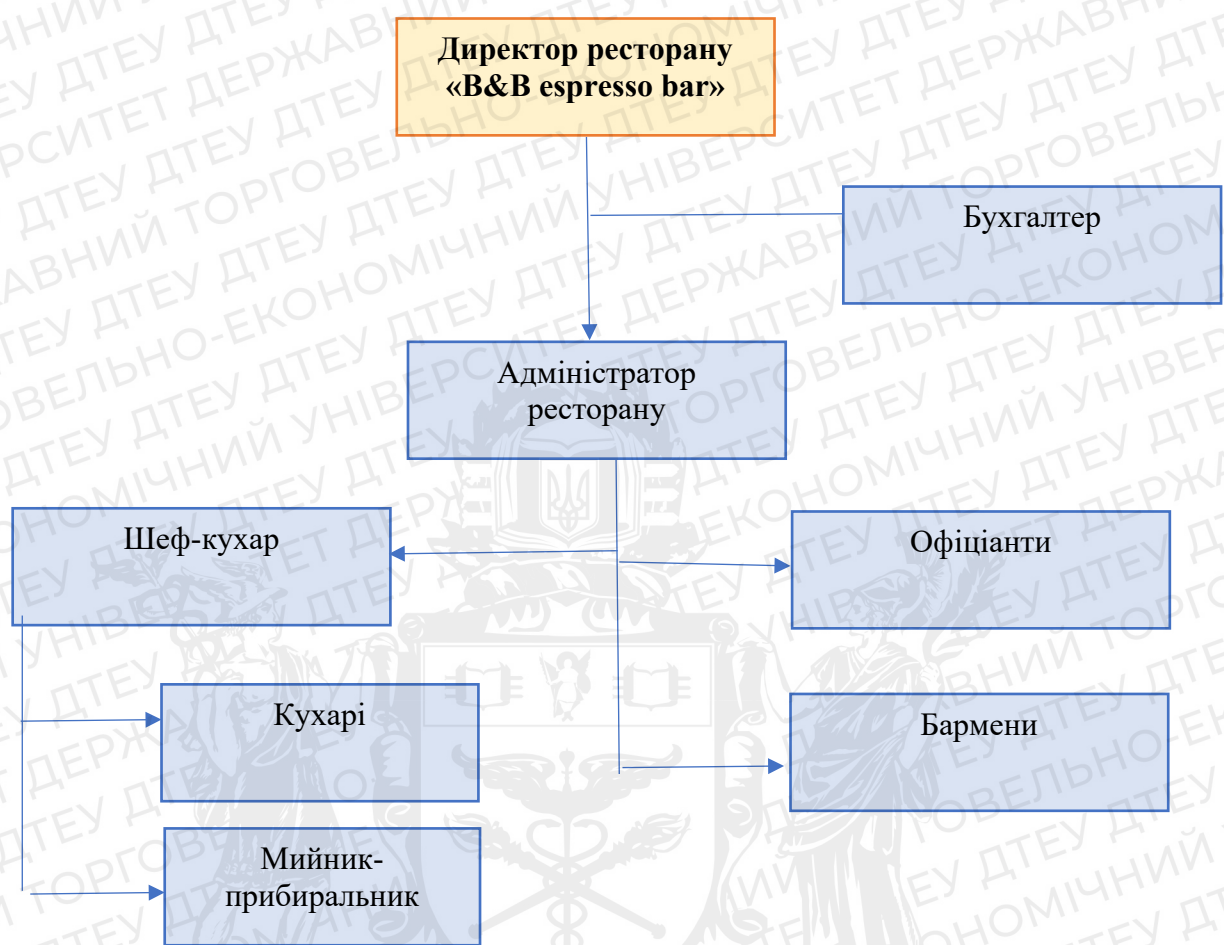 Директор ресторану
«B&B espresso bar»
Бухгалтер
Адміністратор
ресторану
Шеф-кухар
Офіціанти
Кухарі
Бармени
Мийник-
прибиральник